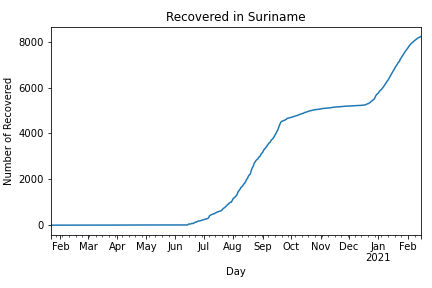 Recovered in Suriname
Number of Recovered
8000
6000
4000
2000
0
Feb Mar Apr May Jun Jul Aug Sep Oct Nov Dec Jan Feb
2021
Day